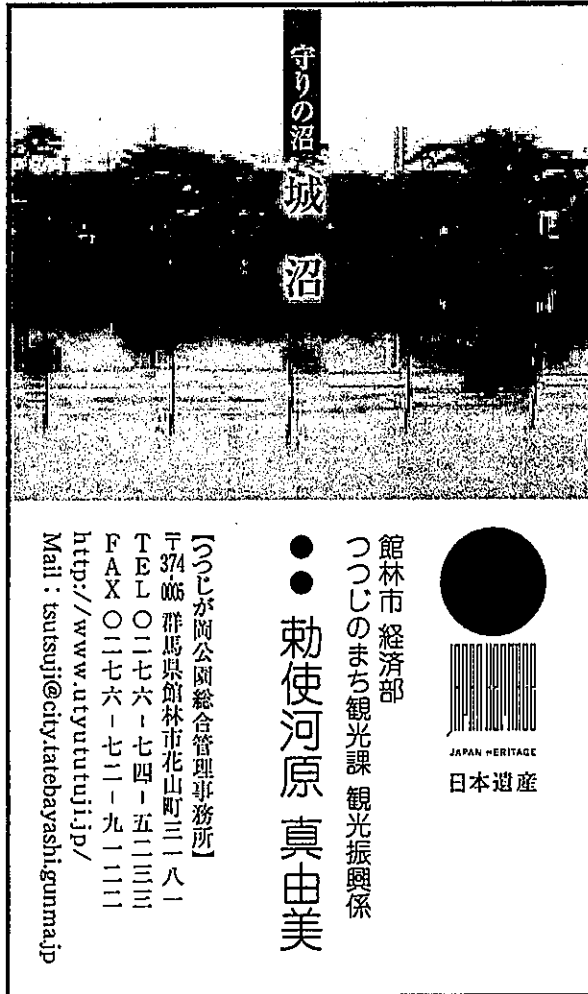 守りの沼
城沼
JAPAN HERITAGE
日本遺産
館林市 経済部
つつじのまち観光課 観光振興係
勅使河原 真由美
【つつじが岡公園総合管理事務所】
〒374-005 群馬県館林市花山町三一八一
TEL 〇二七六-七四-五二三三
FAX 〇二七六-七二-九一二二
http://www.utyututuji.jp/
Mail：tsutsuji@city.tatebayashi.gunma.jp